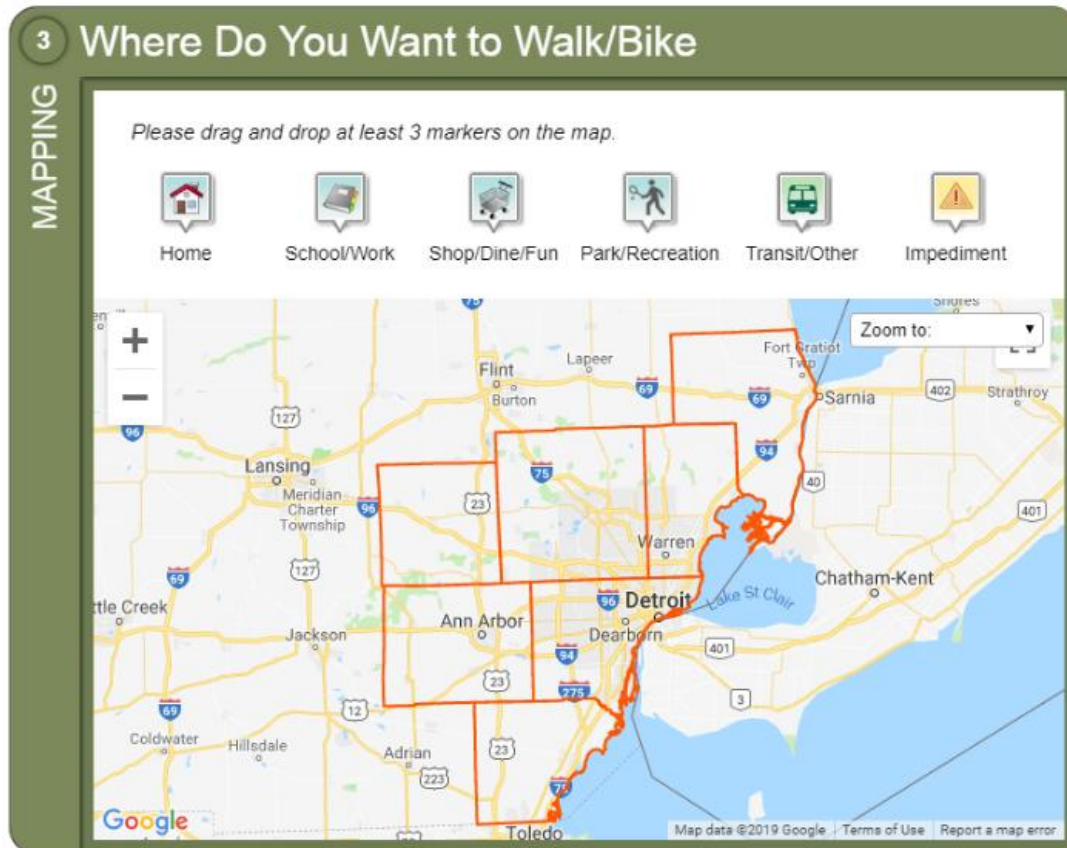 3 Where Do You Want to Walk/Bike
MAPPING
Please drag and drop at least 3 markers on the map.
Home School/Work Shop/Dine/Fun Park/Recreation Transit/Other Impediment
+
−
Zoom to:
75
Shores
Fort Gratiot
Twp
Lapeer
Flint
Burton
69
69
Sarnia
402
Strathroy
127
96
Lansing
Meridian
Charter
Township
96
23
75
94
40
401
Warren
127
69
ttle Creek
Jackson
Ann Arbor
96
Detroit
Dearborn
Lake St Clair
Chatham-Kent
94
401
23
275
3
69
12
Coldwater
Hillsdale
Adrian
223
23
75
Toledo
Google
Map data ©2019 Google Terms of Use Report a map error